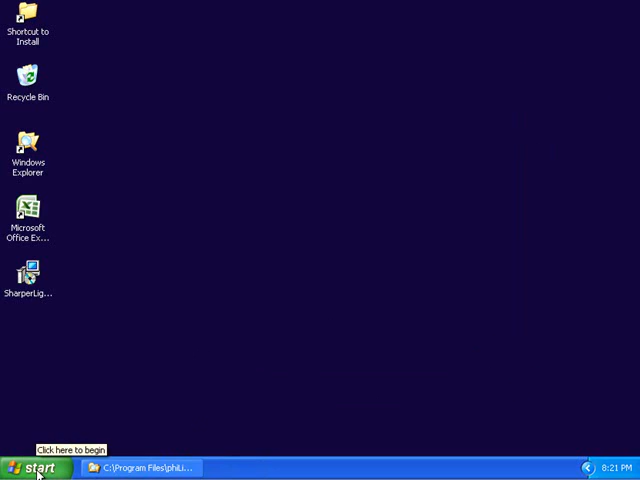 Shortcut to
Install
Recycle Bin
Windows
Explorer
Microsoft
Office Ex...
SharperLig...
Click here to begin
start
C:\Program Files\phiLi...
8:21 PM